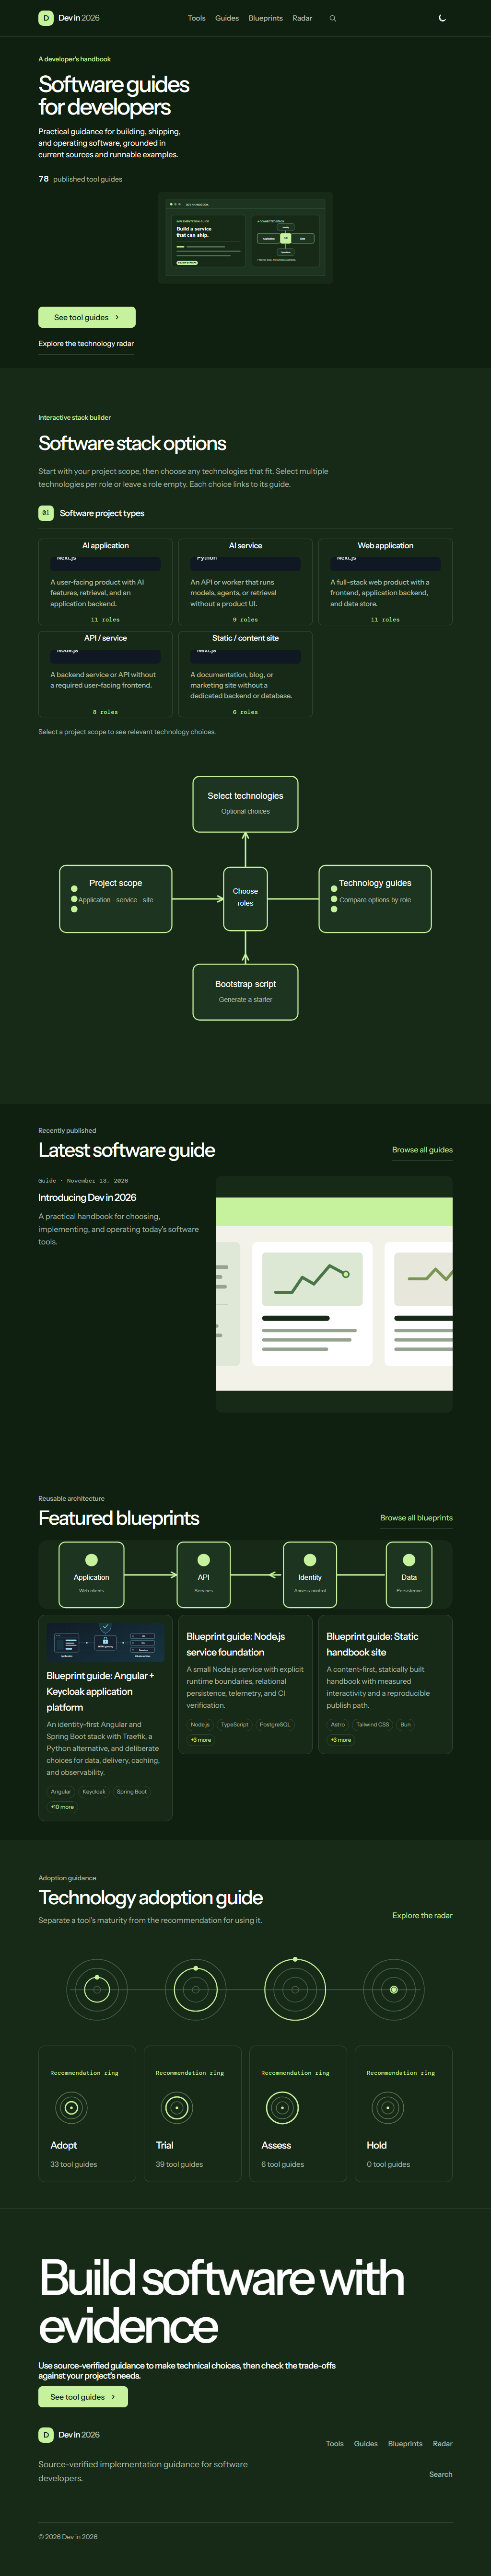 D Dev in 2026
Tools Guides Blueprints Radar
A developer's handbook
Software guides
for developers
Practical guidance for building, shipping,
and operating software, grounded in
current sources and runnable examples.
78 published tool guides
Build a service
that can ship.
Application
Data
See tool guides
Explore the technology radar
Interactive stack builder
Software stack options
Start with your project scope, then choose any technologies that fit. Select multiple
technologies per role or leave a role empty. Each choice links to its guide.
01 Software project types
AI application
Next.js
A user-facing product with AI
features, retrieval, and an
application backend.
11 roles
AI service
Python
An API or worker that runs
models, agents, or retrieval
without a product UI.
9 roles
Web application
Next.js
A full-stack web product with a
frontend, application backend,
and data store.
11 roles
API / service
Node.js
A backend service or API without
a required user-facing frontend.
8 roles
Static / content site
Next.js
A documentation, blog, or
marketing site without a
dedicated backend or database.
6 roles
Select a project scope to see relevant technology choices.
Select technologies
Optional choices
Project scope
Application · service · site
Choose
roles
Technology guides
Compare options by role
Bootstrap script
Generate a starter
Recently published
Latest software guide
Browse all guides
Guide · November 13, 2026
Introducing Dev in 2026
A practical handbook for choosing,
implementing, and operating today's software
tools.
Reusable architecture
Featured blueprints
Browse all blueprints
Application
Web clients
API
Services
Identity
Access control
Data
Persistence
Blueprint guide: Angular +
Keycloak application
platform
An identity-first Angular and
Spring Boot stack with Traefik, a
Python alternative, and deliberate
choices for data, delivery, caching,
and observability.
Angular Keycloak Spring Boot
+10 more
Blueprint guide: Node.js
service foundation
A small Node.js service with explicit
runtime boundaries, relational
persistence, telemetry, and CI
verification.
Node.js TypeScript PostgreSQL
+3 more
Blueprint guide: Static
handbook site
A content-first, statically built
handbook with measured
interactivity and a reproducible
publish path.
Astro Tailwind CSS Bun
+3 more
Adoption guidance
Technology adoption guide
Separate a tool's maturity from the recommendation for using it.
Explore the radar
Recommendation ring
Adopt
33 tool guides
Recommendation ring
Trial
39 tool guides
Recommendation ring
Assess
6 tool guides
Recommendation ring
Hold
0 tool guides
Build software with
evidence
Use source-verified guidance to make technical choices, then check the trade-offs
against your project's needs.
See tool guides
D Dev in 2026
Source-verified implementation guidance for software
developers.
Tools Guides Blueprints Radar
Search
© 2026 Dev in 2026